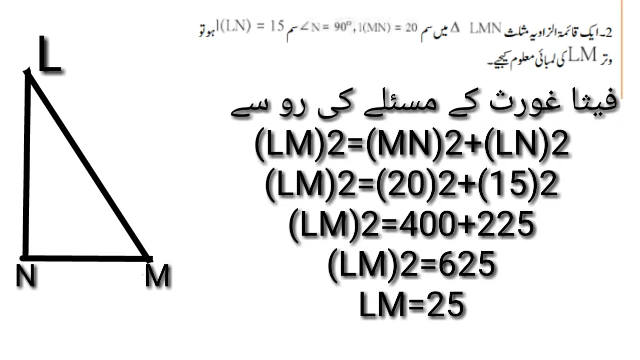 2۔ ایک قائمۃ الزاویہ مثلث Δ LMN میں سم ∠N = 90°, l(MN) = 20 سم l(LN) = 15 ہو تو
وتر LM کی لمبائی معلوم کیجیے۔
فیثا غورث کے مسئلے کی رو سے
(LM)2=(MN)2+(LN)2
(LM)2=(20)2+(15)2
(LM)2=400+225
(LM)2=625
LM=25
L
N
M